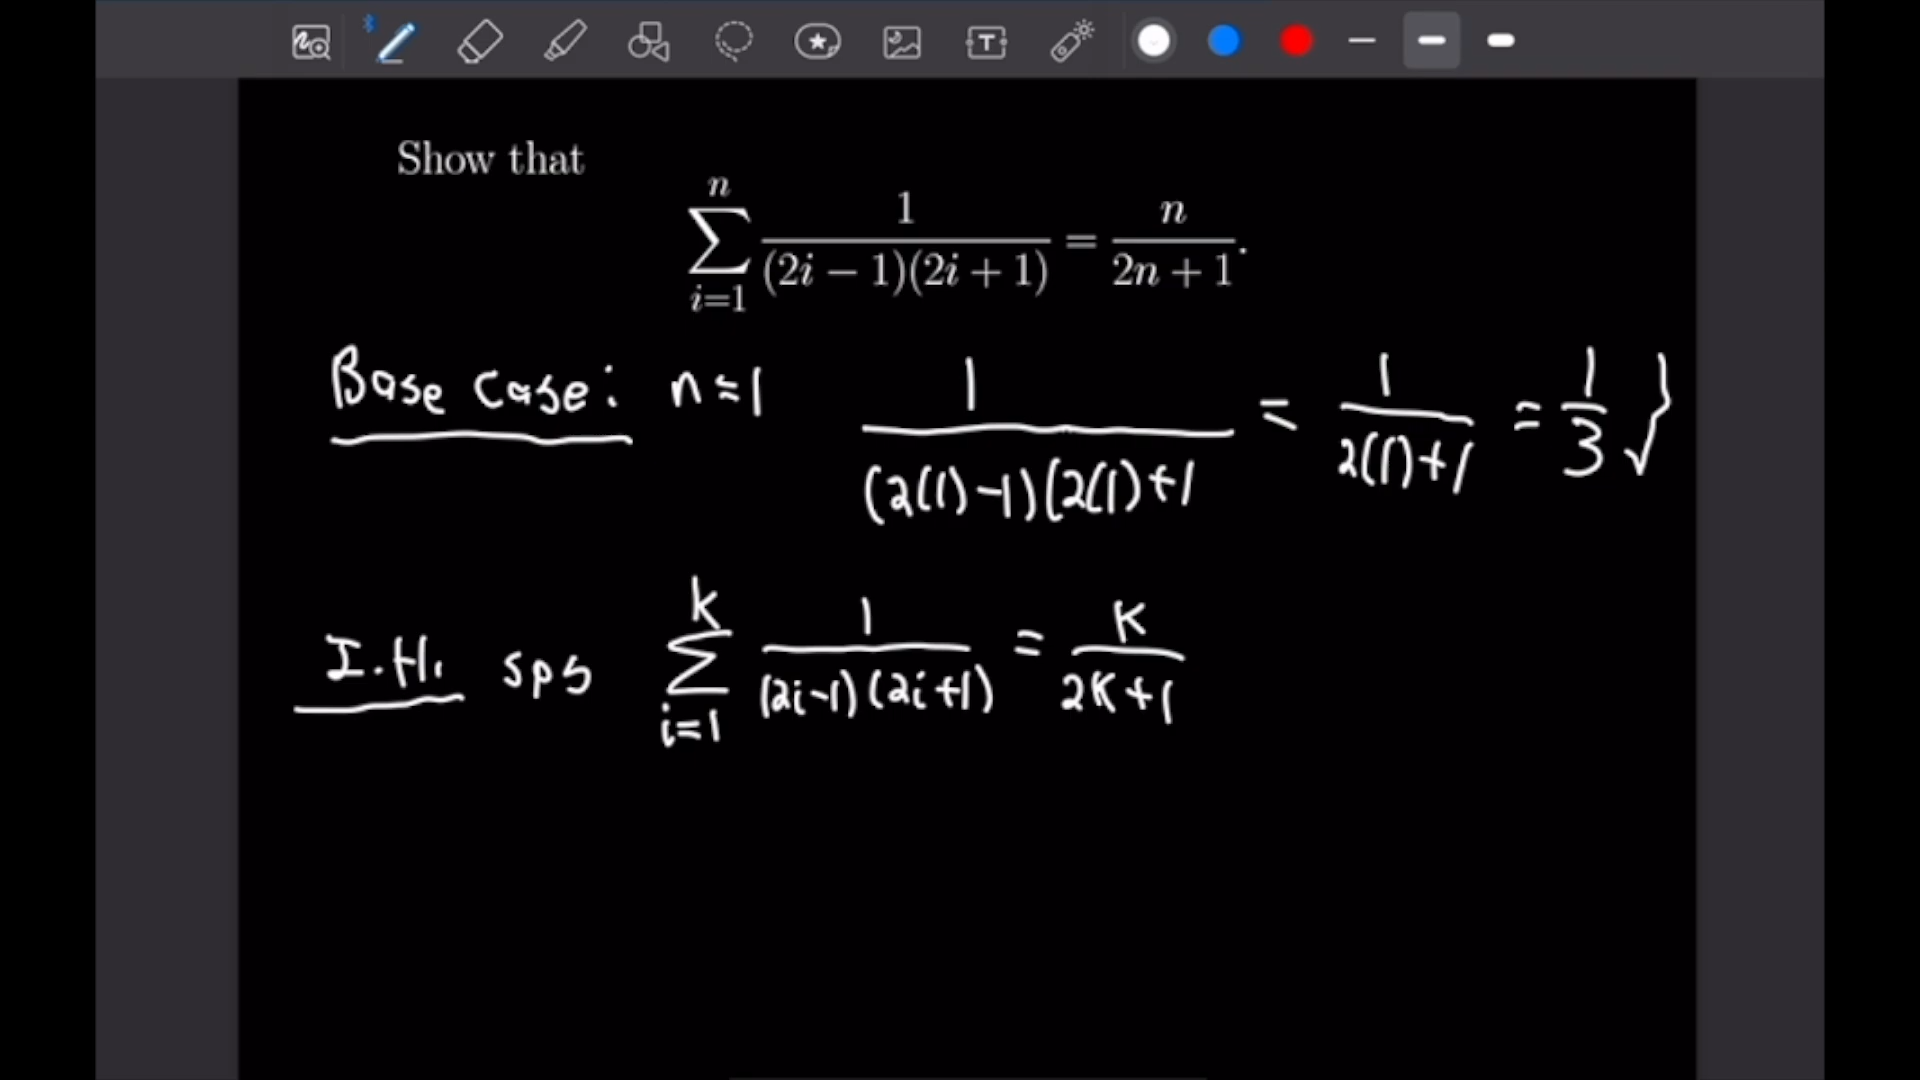 Show that
∑_{i=1}^{n} 1/((2i − 1)(2i + 1)) = n/(2n + 1).
Base case: n=1 1/((2(1)-1)(2(1)+1 = 1/(2(1)+1 = 1/3 √}
I.H. sps ∑_{i=1}^{k} 1/((2i-1)(2i+1)) = k/(2k+1)